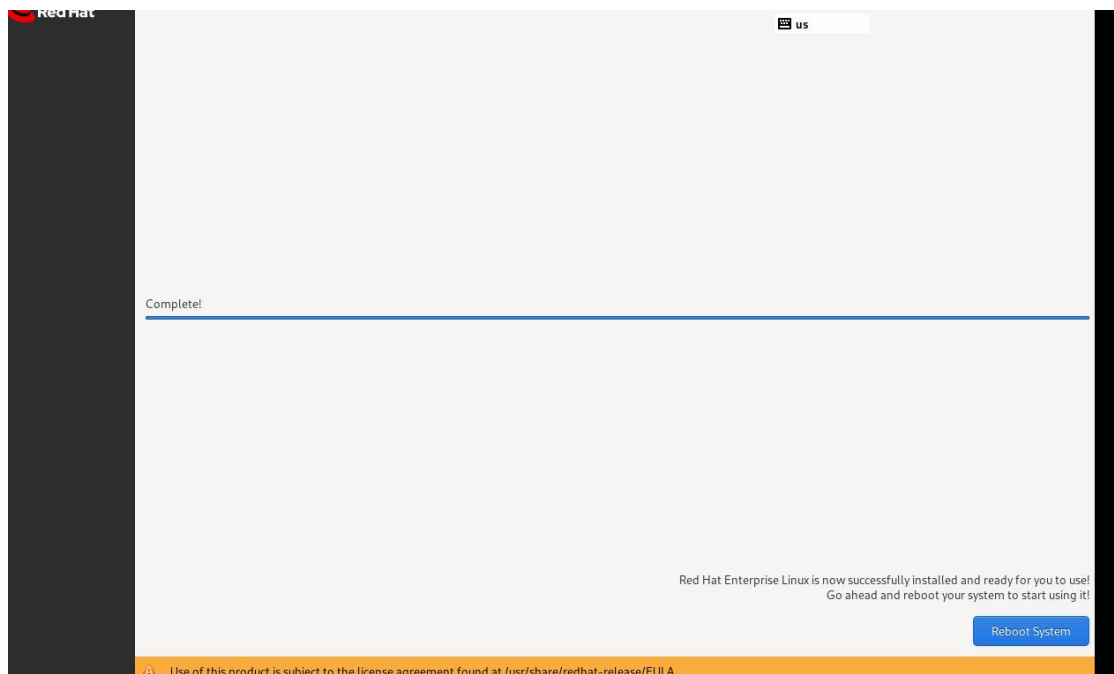 Red Hat
us
Complete!
Red Hat Enterprise Linux is now successfully installed and ready for you to use!
Go ahead and reboot your system to start using it!
Reboot System
Use of this product is subject to the license agreement found at /usr/share/redhat-release/EULA